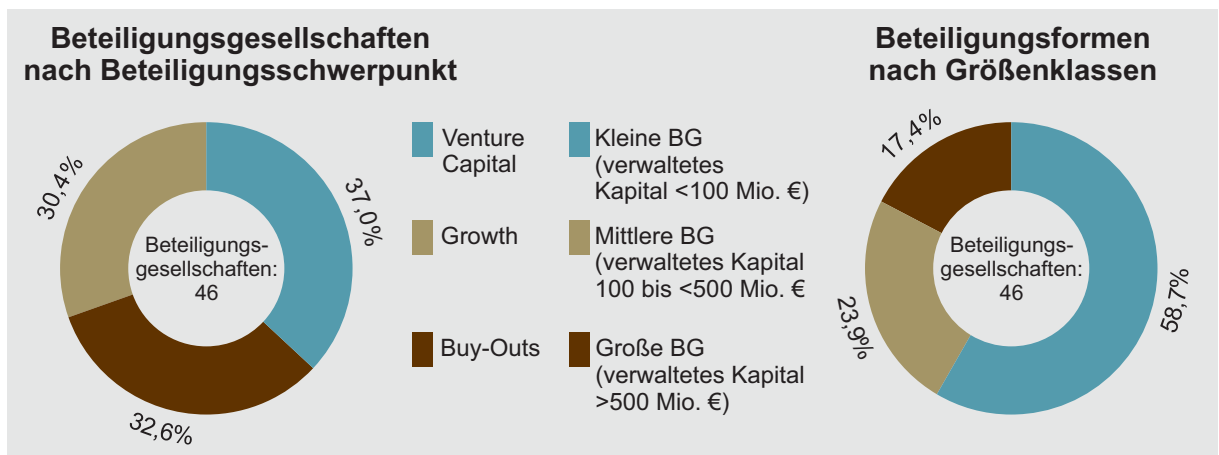 Beteiligungsgesellschaften
nach Beteiligungsschwerpunkt
30,4%
37,0%
32,6%
Beteiligungs-
gesellschaften:
46
Venture
Capital
Growth
Buy-Outs
Kleine BG
(verwaltetes
Kapital <100 Mio. €)
Mittlere BG
(verwaltetes Kapital
100 bis <500 Mio. €
Große BG
(verwaltetes Kapital
>500 Mio. €)
Beteiligungsformen
nach Größenklassen
17,4%
23,9%
58,7%
Beteiligungs-
gesellschaften:
46